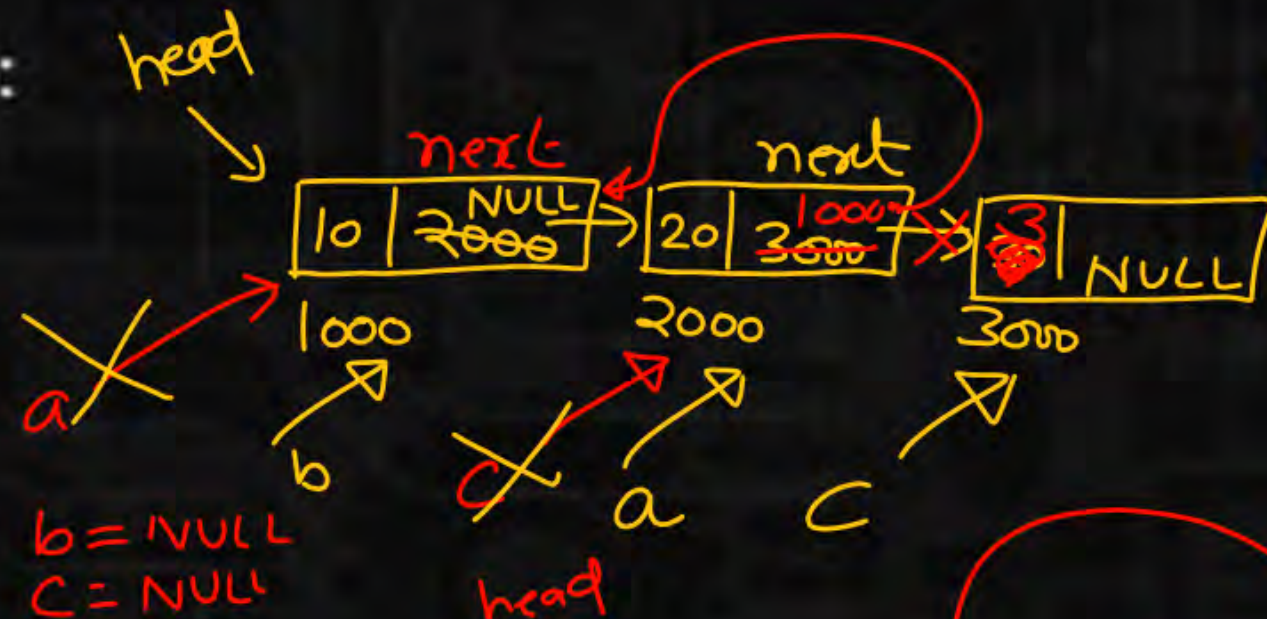 :
head
next next
10 NULL 2000 20 1000 3000 3 NULL
1000 2000 3000
a b c a C
b = NULL
C = NULL
head